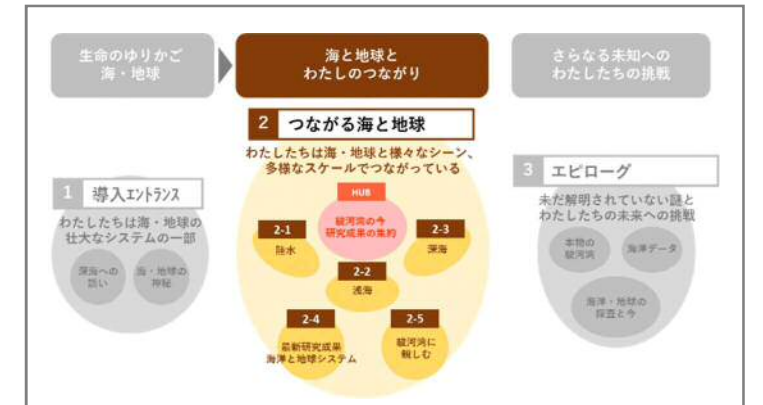 生命のゆりかご
海・地球
海と地球と
わたしのつながり
さらなる未知への
わたしたちの挑戦
1 導入エントランス
わたしたちは海・地球の
壮大なシステムの一部
深海への
誘い
海・地球の
神秘
2 つながる海と地球
わたしたちは海・地球と様々なシーン、
多様なスケールでつながっている
HUB
駿河湾の今
研究成果の集約
2-1
陸水
2-3
深海
2-2
浅海
2-4
最新研究成果
海洋と地球システム
2-5
駿河湾に
親しむ
3 エピローグ
未だ解明されていない謎と
わたしたちの未来への挑戦
本物の
駿河湾
海洋データ
海洋・地球の
探査と今